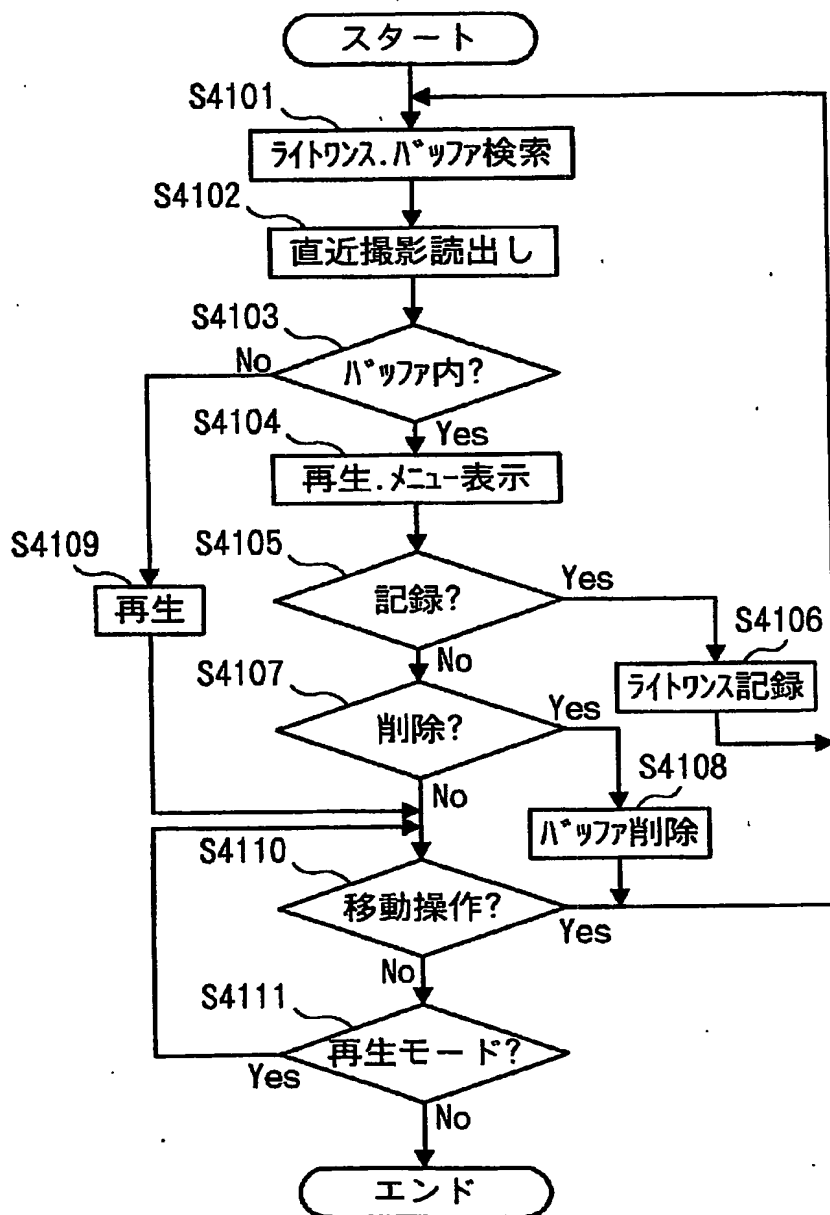 スタート
S4101
ﾗｲﾄﾜﾝｽ.ﾊﾞｯﾌｧ検索
S4102
直近撮影読出し
S4103
No
ﾊﾞｯﾌｧ内?
S4104
Yes
再生.ﾒﾆｭｰ表示
S4109
再生
S4105
記録?
Yes
S4106
ﾗｲﾄﾜﾝｽ記録
No
S4107
削除?
Yes
S4108
ﾊﾞｯﾌｧ削除
No
S4110
移動操作?
Yes
No
S4111
再生モード?
Yes
No
エンド